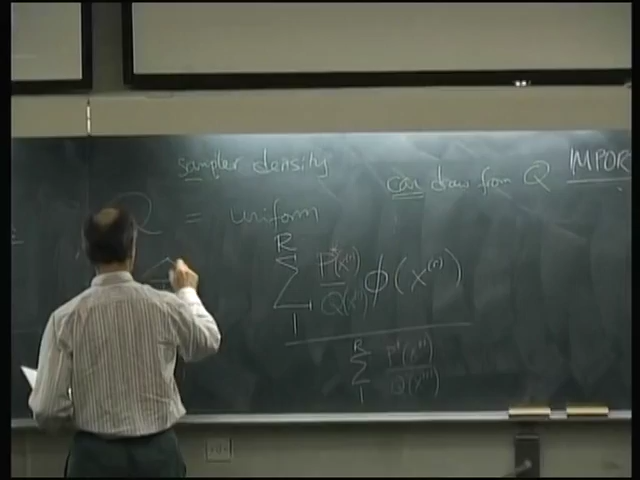 sampler density
can draw from Q IMPOR
Q = uniform
R
Σ P*(x⁽ʳ⁾) / Q(x⁽ʳ⁾) ϕ(x⁽ʳ⁾)
1
R
Σ P*(x⁽ʳ⁾) / Q(x⁽ʳ⁾)
1